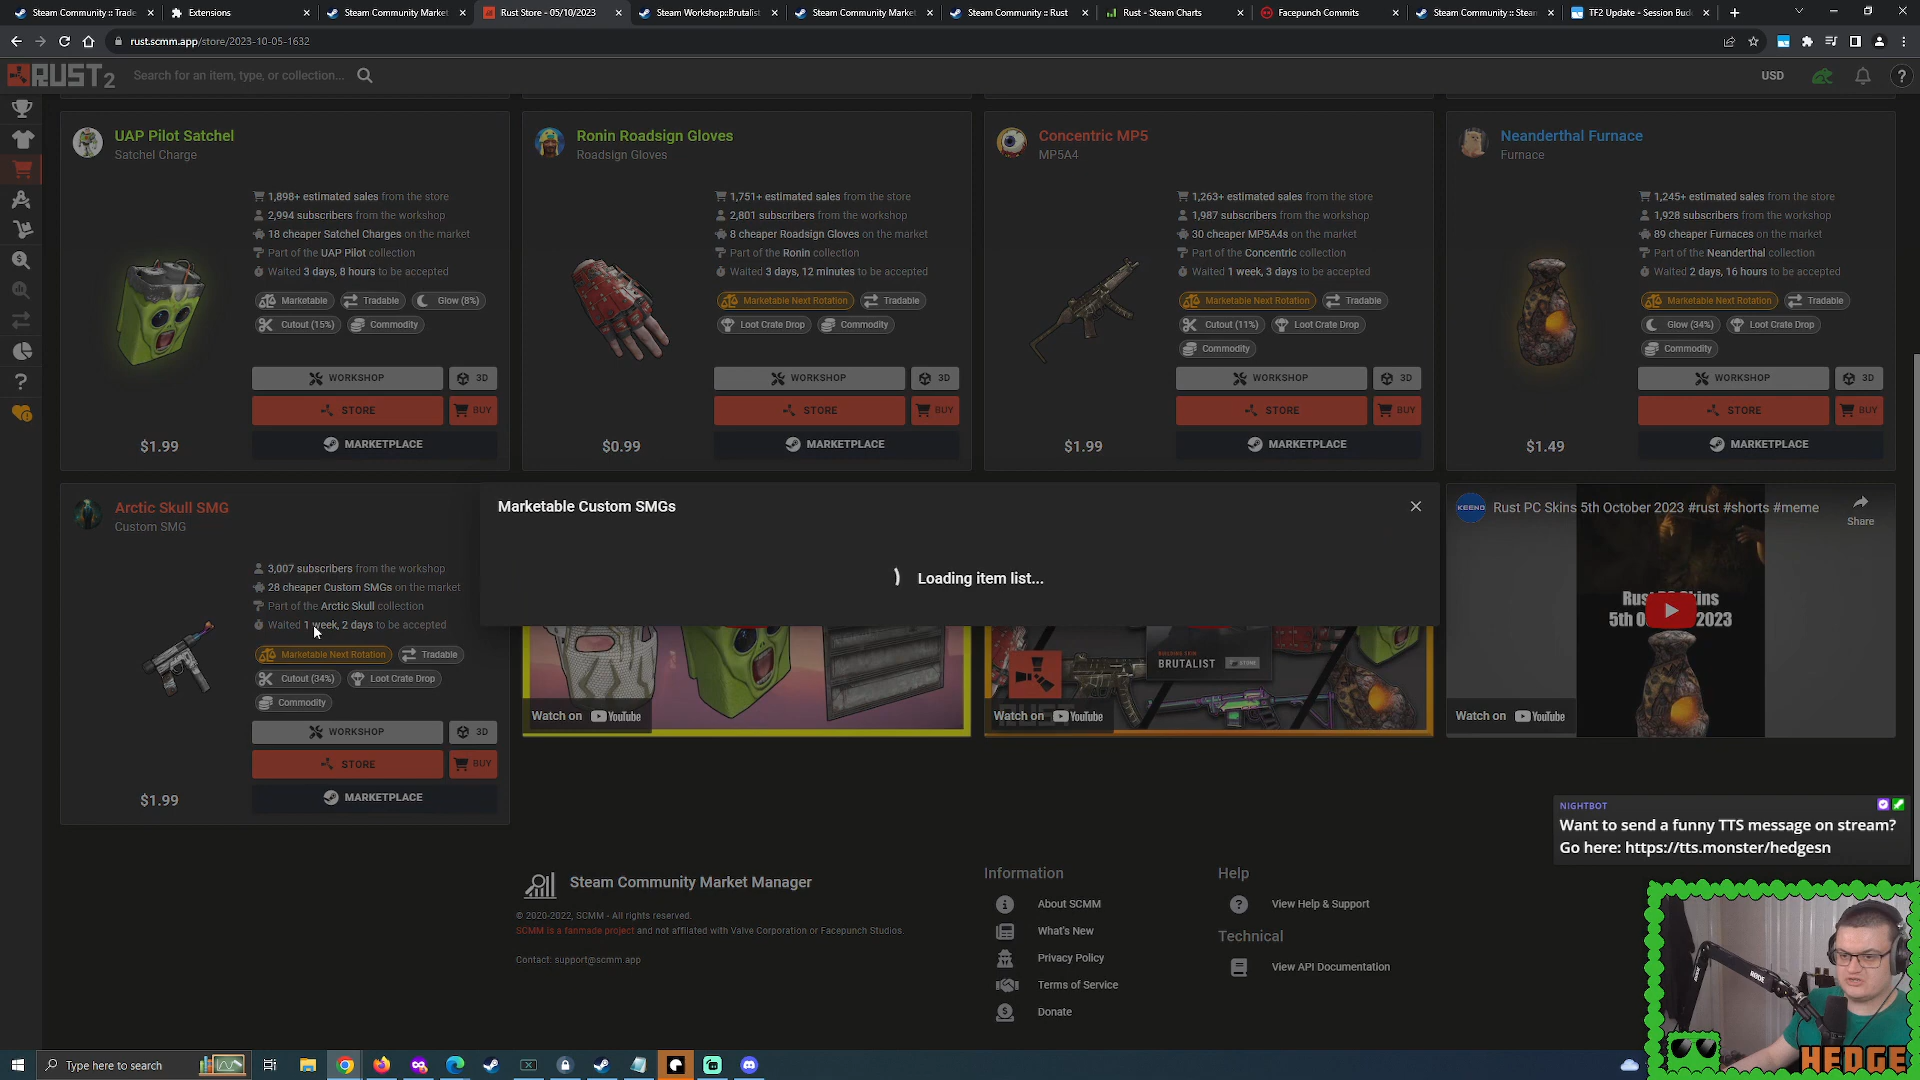 Steam Community :: Trade
Extensions
Steam Community Market
Rust Store - 05/10/2023
Steam Workshop::Brutalist
Steam Community Market
Steam Community :: Rust
Rust - Steam Charts
Facepunch Commits
Steam Community :: Stean
TF2 Update - Session Bud
rust.scmm.app/store/2023-10-05-1632
RUST 2
Search for an item, type, or collection...
USD
UAP Pilot Satchel
Satchel Charge
1,898+ estimated sales from the store
2,994 subscribers from the workshop
18 cheaper Satchel Charges on the market
Part of the UAP Pilot collection
Waited 3 days, 8 hours to be accepted
Marketable
Tradable
Glow (8%)
Cutout (15%)
Commodity
WORKSHOP
3D
STORE
BUY
$1.99
MARKETPLACE
Ronin Roadsign Gloves
Roadsign Gloves
1,751+ estimated sales from the store
2,801 subscribers from the workshop
8 cheaper Roadsign Gloves on the market
Part of the Ronin collection
Waited 3 days, 12 minutes to be accepted
Marketable Next Rotation
Tradable
Loot Crate Drop
Commodity
WORKSHOP
3D
STORE
BUY
$0.99
MARKETPLACE
Concentric MP5
MP5A4
1,263+ estimated sales from the store
1,987 subscribers from the workshop
30 cheaper MP5A4s on the market
Part of the Concentric collection
Waited 1 week, 3 days to be accepted
Marketable Next Rotation
Tradable
Cutout (11%)
Loot Crate Drop
Commodity
WORKSHOP
3D
STORE
BUY
$1.99
MARKETPLACE
Neanderthal Furnace
Furnace
1,245+ estimated sales from the store
1,928 subscribers from the workshop
89 cheaper Furnaces on the market
Part of the Neanderthal collection
Waited 2 days, 16 hours to be accepted
Marketable Next Rotation
Tradable
Glow (34%)
Loot Crate Drop
Commodity
WORKSHOP
3D
STORE
BUY
$1.49
MARKETPLACE
Arctic Skull SMG
Custom SMG
3,007 subscribers from the workshop
28 cheaper Custom SMGs on the market
Part of the Arctic Skull collection
Waited 1 week, 2 days to be accepted
Marketable Next Rotation
Tradable
Cutout (34%)
Loot Crate Drop
Commodity
WORKSHOP
3D
STORE
BUY
$1.99
MARKETPLACE
Marketable Custom SMGs
Loading item list...
Watch on YouTube
BRUTALIST
STORE
Watch on YouTube
KEEND
Rust PC Skins 5th October 2023 #rust #shorts #meme
Share
Watch on YouTube
NIGHTBOT
Want to send a funny TTS message on stream?
Go here: https://tts.monster/hedgesn
Steam Community Market Manager
© 2020-2022, SCMM - All rights reserved.
SCMM is a fanmade project and not affilated with Valve Corporation or Facepunch Studios.
Contact: support@scmm.app
Information
About SCMM
What's New
Privacy Policy
Terms of Service
Donate
Help
View Help & Support
Technical
View API Documentation
HEDGE
Type here to search